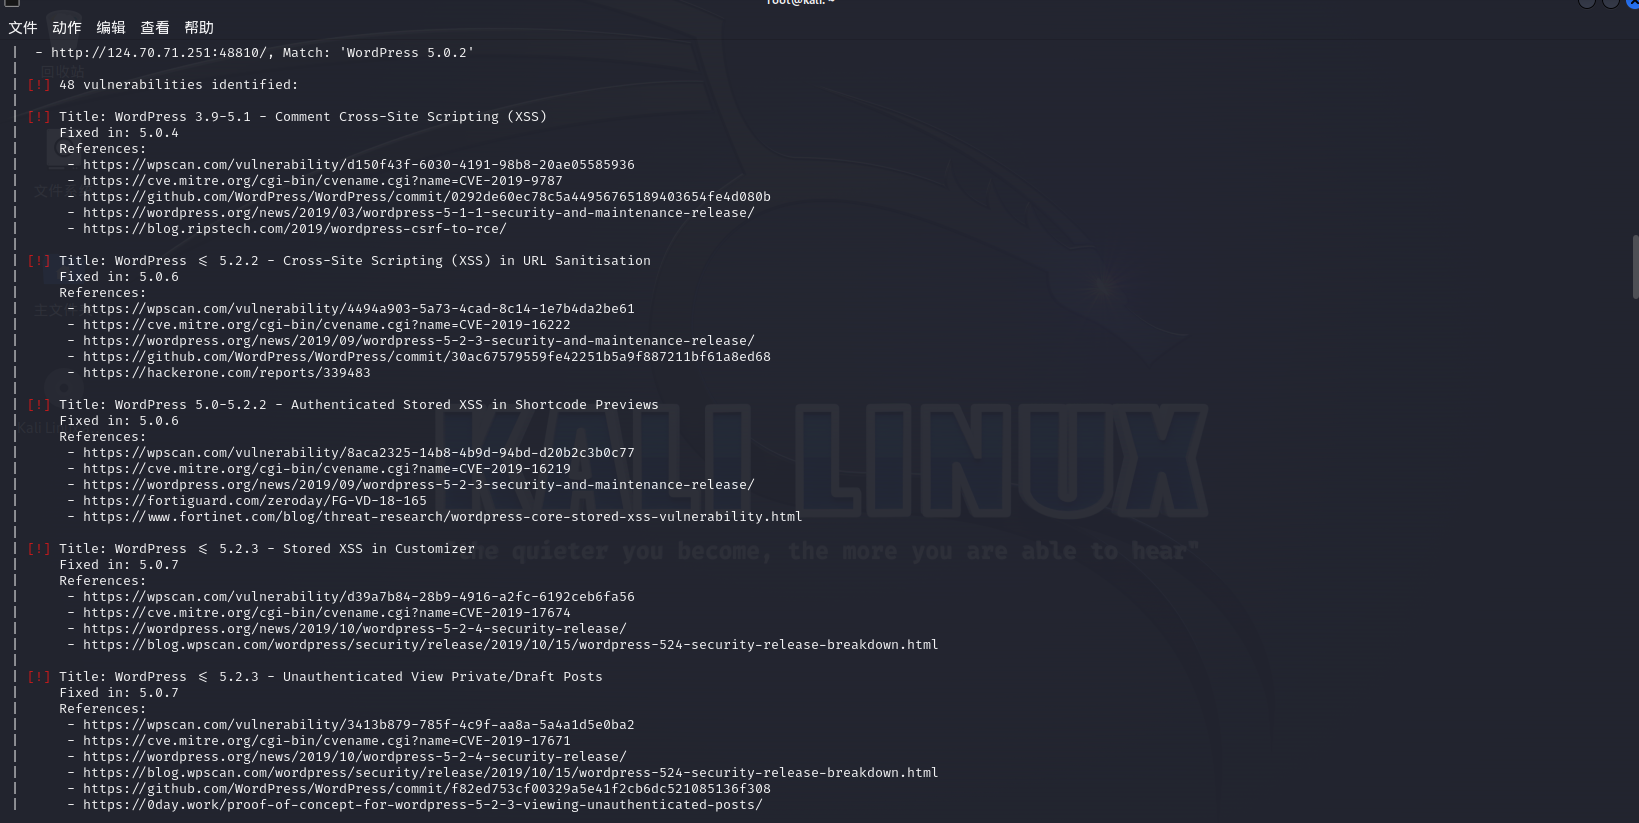 root@kali: ~
文件 动作 编辑 查看 帮助
| - http://124.70.71.251:48810/, Match: 'WordPress 5.0.2'
|
| [!] 48 vulnerabilities identified:
|
| [!] Title: WordPress 3.9-5.1 - Comment Cross-Site Scripting (XSS)
| Fixed in: 5.0.4
| References:
| - https://wpscan.com/vulnerability/d150f43f-6030-4191-98b8-20ae05585936
| - https://cve.mitre.org/cgi-bin/cvename.cgi?name=CVE-2019-9787
| - https://github.com/WordPress/WordPress/commit/0292de60ec78c5a44956765189403654fe4d080b
| - https://wordpress.org/news/2019/03/wordpress-5-1-1-security-and-maintenance-release/
| - https://blog.ripstech.com/2019/wordpress-csrf-to-rce/
|
| [!] Title: WordPress <= 5.2.2 - Cross-Site Scripting (XSS) in URL Sanitisation
| Fixed in: 5.0.6
| References:
| - https://wpscan.com/vulnerability/4494a903-5a73-4cad-8c14-1e7b4da2be61
| - https://cve.mitre.org/cgi-bin/cvename.cgi?name=CVE-2019-16222
| - https://wordpress.org/news/2019/09/wordpress-5-2-3-security-and-maintenance-release/
| - https://github.com/WordPress/WordPress/commit/30ac67579559fe42251b5a9f887211bf61a8ed68
| - https://hackerone.com/reports/339483
|
| [!] Title: WordPress 5.0-5.2.2 - Authenticated Stored XSS in Shortcode Previews
| Fixed in: 5.0.6
| References:
| - https://wpscan.com/vulnerability/8aca2325-14b8-4b9d-94bd-d20b2c3b0c77
| - https://cve.mitre.org/cgi-bin/cvename.cgi?name=CVE-2019-16219
| - https://wordpress.org/news/2019/09/wordpress-5-2-3-security-and-maintenance-release/
| - https://fortiguard.com/zeroday/FG-VD-18-165
| - https://www.fortinet.com/blog/threat-research/wordpress-core-stored-xss-vulnerability.html
|
| [!] Title: WordPress <= 5.2.3 - Stored XSS in Customizer
| Fixed in: 5.0.7
| References:
| - https://wpscan.com/vulnerability/d39a7b84-28b9-4916-a2fc-6192ceb6fa56
| - https://cve.mitre.org/cgi-bin/cvename.cgi?name=CVE-2019-17674
| - https://wordpress.org/news/2019/10/wordpress-5-2-4-security-release/
| - https://blog.wpscan.com/wordpress/security/release/2019/10/15/wordpress-524-security-release-breakdown.html
|
| [!] Title: WordPress <= 5.2.3 - Unauthenticated View Private/Draft Posts
| Fixed in: 5.0.7
| References:
| - https://wpscan.com/vulnerability/3413b879-785f-4c9f-aa8a-5a4a1d5e0ba2
| - https://cve.mitre.org/cgi-bin/cvename.cgi?name=CVE-2019-17671
| - https://wordpress.org/news/2019/10/wordpress-5-2-4-security-release/
| - https://blog.wpscan.com/wordpress/security/release/2019/10/15/wordpress-524-security-release-breakdown.html
| - https://github.com/WordPress/WordPress/commit/f82ed753cf00329a5e41f2cb6dc521085136f308
| - https://0day.work/proof-of-concept-for-wordpress-5-2-3-viewing-unauthenticated-posts/
回收站
KALI LINUX
"the quieter you become, the more you are able to hear"